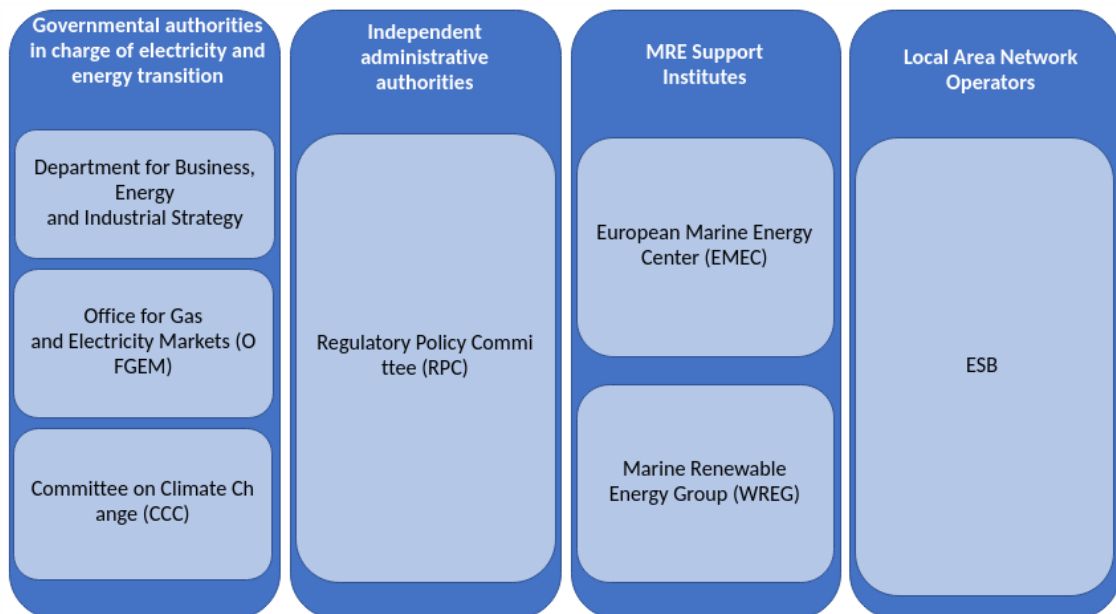 Governmental authorities
in charge of electricity and
energy transition
Department for Business,
Energy
and Industrial Strategy
Office for Gas
and Electricity Markets (O
FGEM)
Committee on Climate Ch
ange (CCC)
Independent
administrative
authorities
Regulatory Policy Commi
ttee (RPC)
MRE Support
Institutes
European Marine Energy
Center (EMEC)
Marine Renewable
Energy Group (WREG)
Local Area Network
Operators
ESB